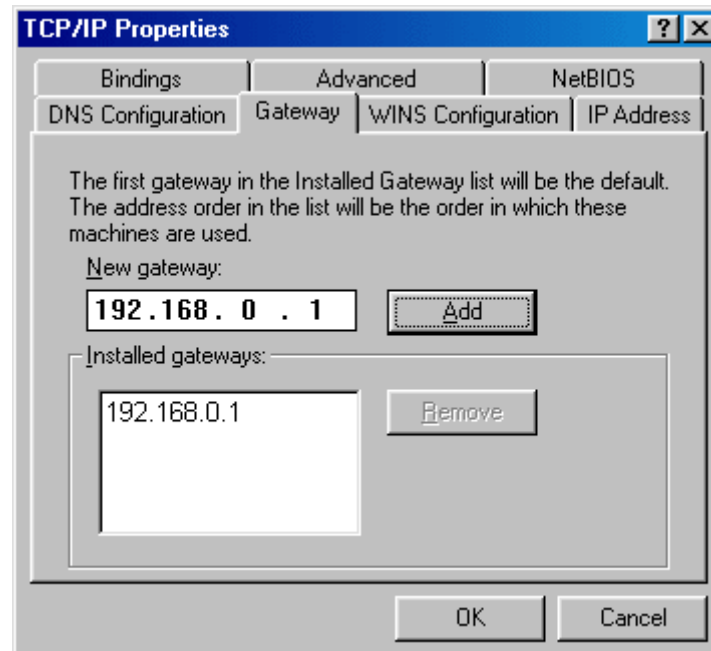 TCP/IP Properties
Bindings Advanced NetBIOS
DNS Configuration Gateway WINS Configuration IP Address
The first gateway in the Installed Gateway list will be the default.
The address order in the list will be the order in which these
machines are used.
New gateway:
192.168. 0 . 1 Add
Installed gateways:
192.168.0.1 Remove
OK Cancel